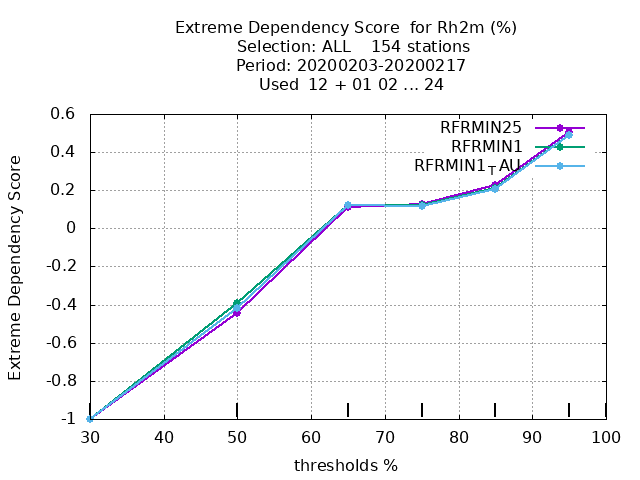 Extreme Dependency Score  for Rh2m (%)
Selection: ALL    154 stations
Period: 20200203-20200217
Used  12 + 01 02 ... 24
RFRMIN25
RFRMIN1
RFRMIN1TAU
0.6
0.4
0.2
0
-0.2
-0.4
-0.6
-0.8
-1
Extreme Dependency Score
30 40 50 60 70 80 90 100
thresholds %